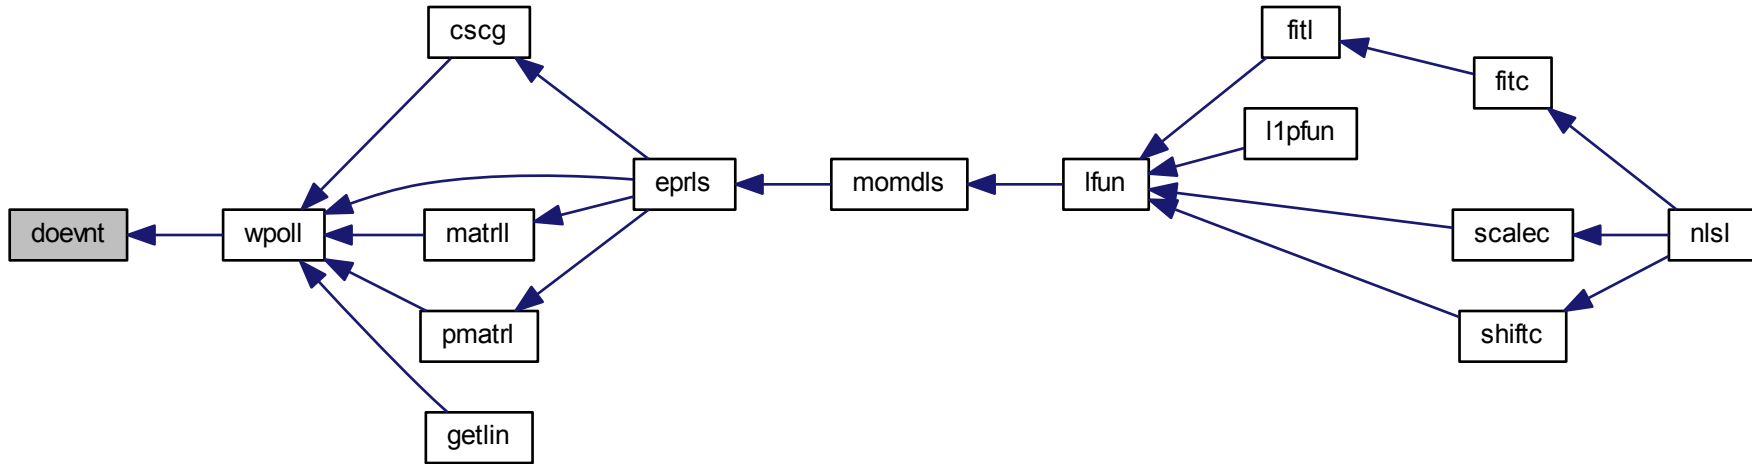 cscg
fitl
fitc
l1pfun
eprls
momdls
lfun
doevnt
wpoll
matrll
scalec
nlsl
pmatrl
shiftc
getlin